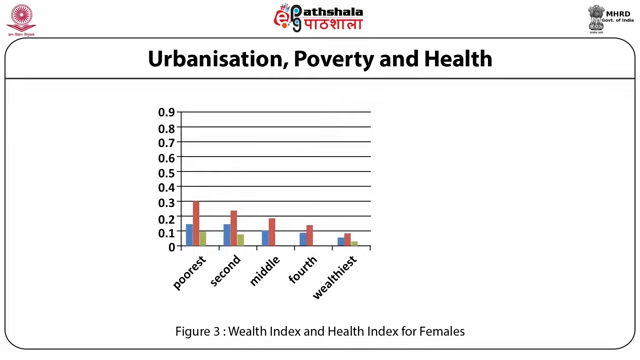 ePathshala
पाठशाला
MHRD
Govt. of India
Urbanisation, Poverty and Health
0.9
0.8
0.7
0.6
0.5
0.4
0.3
0.2
0.1
0
poorest
second
middle
fourth
wealthiest
Figure 3 : Wealth Index and Health Index for Females